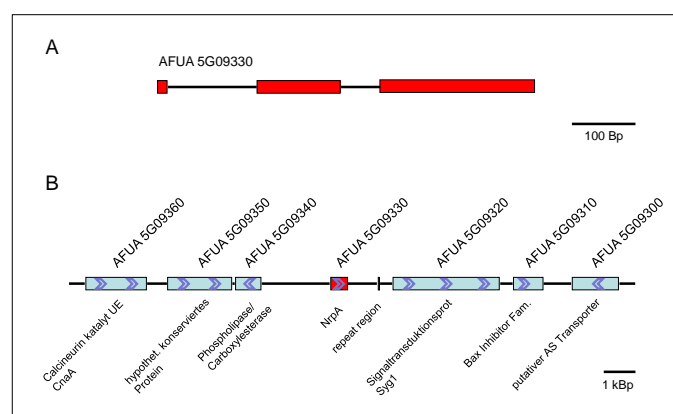 A
AFUA 5G09330
100 Bp
B
AFUA 5G09360
AFUA 5G09350
AFUA 5G09340
AFUA 5G09330
AFUA 5G09320
AFUA 5G09310
AFUA 5G09300
Calcineurin katalyt UE
CnaA
hypothet. konserviertes
Protein
Phospholipase/
Carboxylesterase
NrpA
repeat region
Signaltransduktionsprot
Syg1
Bax Inhibitor Fam.
putativer AS Transporter
1 kBp